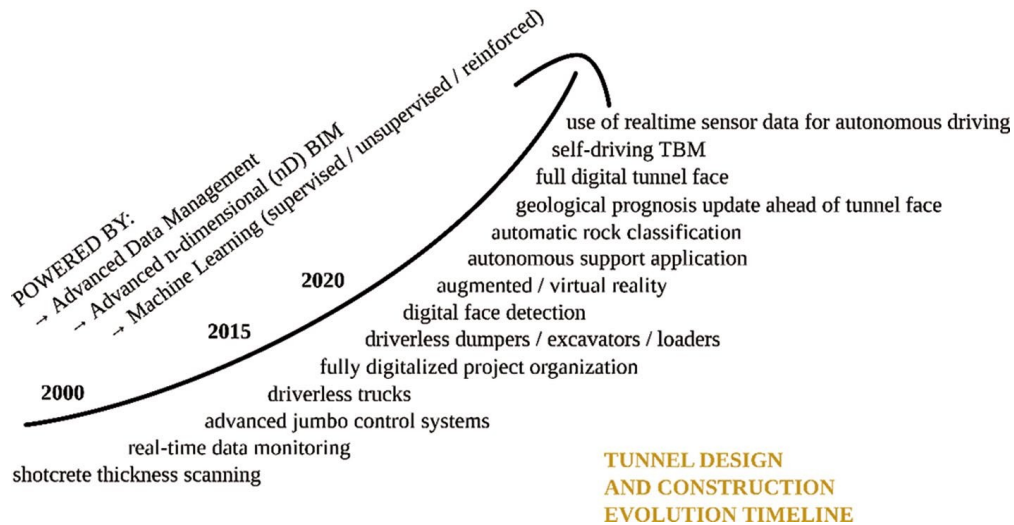 POWERED BY:
→ Advanced Data Management
→ Advanced n-dimensional (nD) BIM
→ Machine Learning (supervised / unsupervised / reinforced)
2000
2015
2020
use of realtime sensor data for autonomous driving
self-driving TBM
full digital tunnel face
geological prognosis update ahead of tunnel face
automatic rock classification
autonomous support application
augmented / virtual reality
digital face detection
driverless dumpers / excavators / loaders
fully digitalized project organization
driverless trucks
advanced jumbo control systems
real-time data monitoring
shotcrete thickness scanning
TUNNEL DESIGN
AND CONSTRUCTION
EVOLUTION TIMELINE